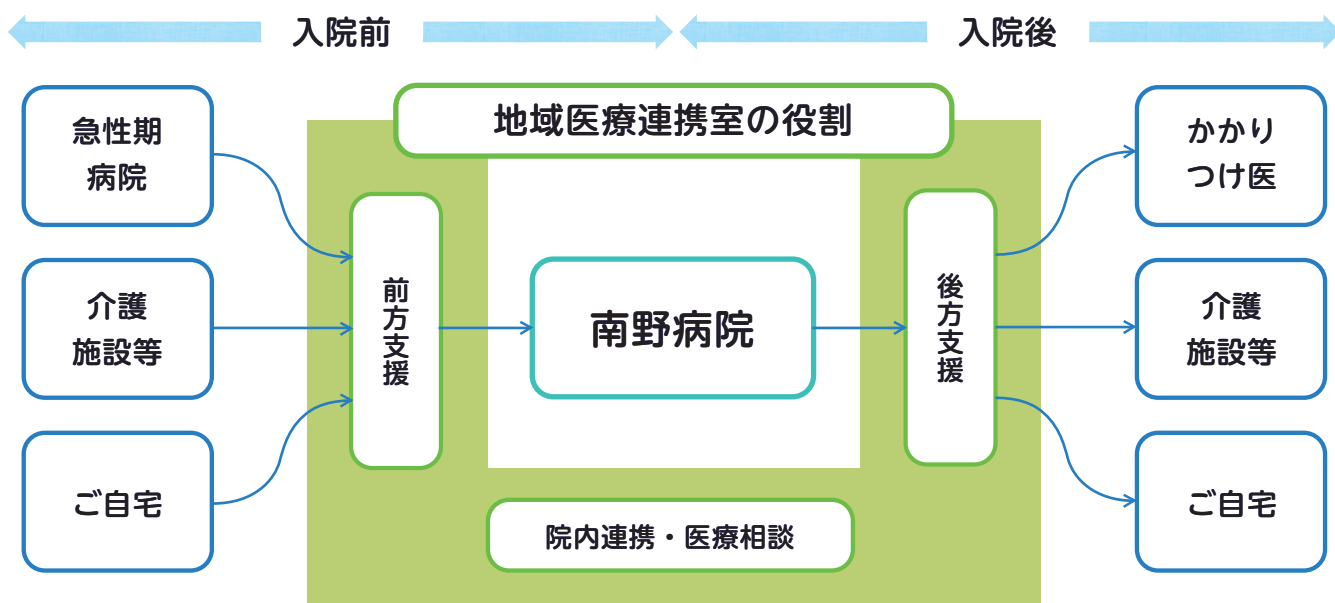 入院前
入院後
地域医療連携室の役割
急性期
病院
介護
施設等
ご自宅
前方支援
南野病院
後方支援
かかり
つけ医
介護
施設等
ご自宅
院内連携・医療相談